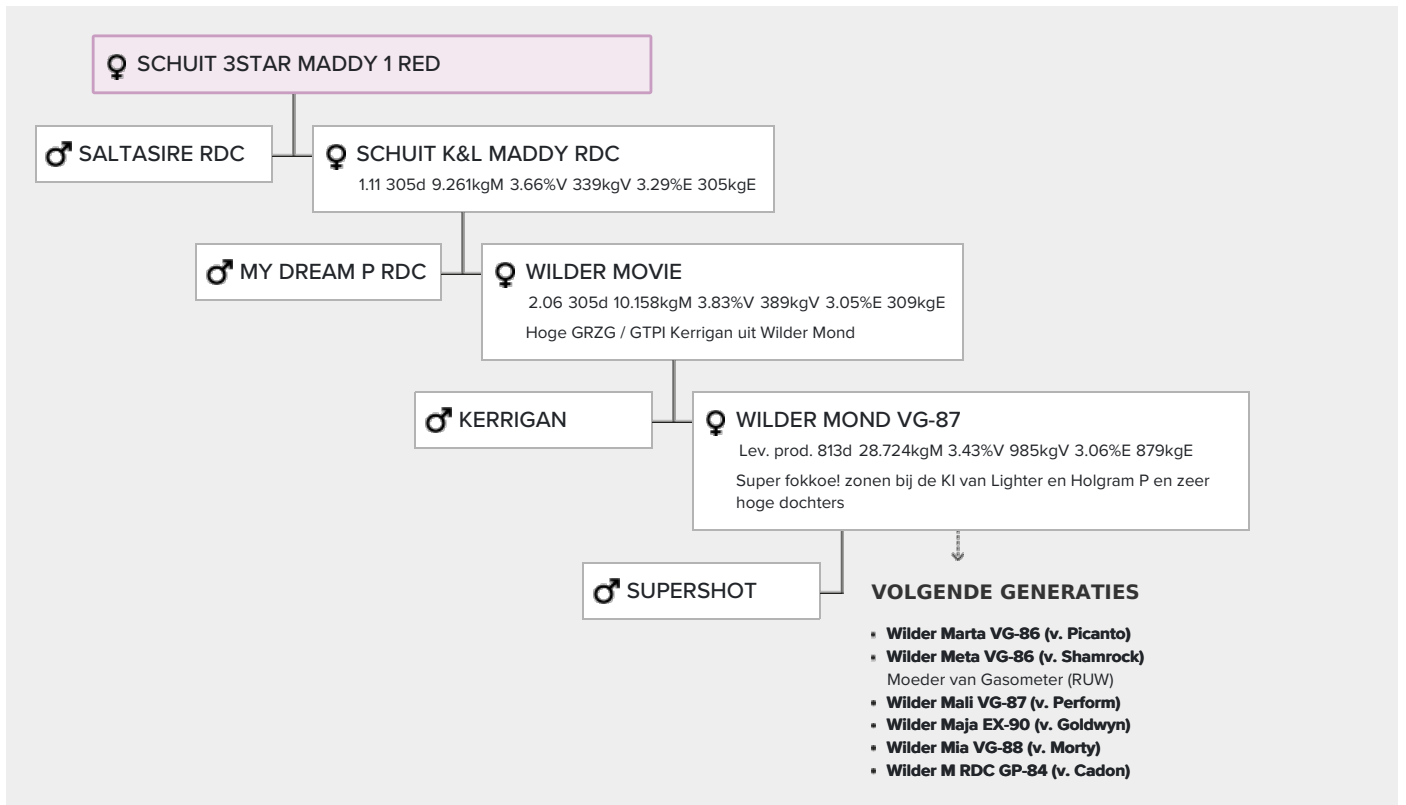 SCHUIT 3STAR MADDY 1 RED
SALTASIRE RDC
SCHUIT K&L MADDY RDC
1.11 305d 9.261kgM 3.66%V 339kgV 3.29%E 305kgE
MY DREAM P RDC
WILDER MOVIE
2.06 305d 10.158kgM 3.83%V 389kgV 3.05%E 309kgE
Hoge GRZG / GTPI Kerrigan uit Wilder Mond
KERRIGAN
WILDER MOND VG-87
Lev. prod. 813d 28.724kgM 3.43%V 985kgV 3.06%E 879kgE
Super fokkoe! zonen bij de KI van Lighter en Holgram P en zeer
hoge dochters
SUPERSHOT
VOLGENDE GENERATIES
Wilder Marta VG-86 (v. Picanto)
Wilder Meta VG-86 (v. Shamrock)
Moeder van Gasometer (RUW)
Wilder Mali VG-87 (v. Perform)
Wilder Maja EX-90 (v. Goldwyn)
Wilder Mia VG-88 (v. Morty)
Wilder M RDC GP-84 (v. Cadon)